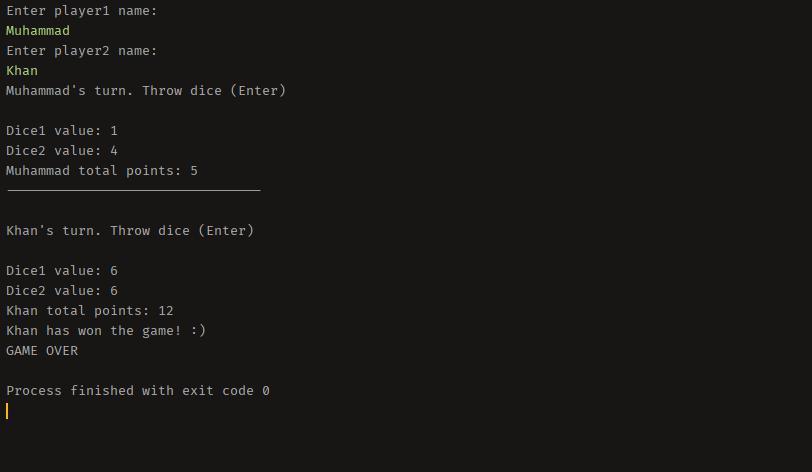 Enter player1 name:
Muhammad
Enter player2 name:
Khan
Muhammad's turn. Throw dice (Enter)
Dice1 value: 1
Dice2 value: 4
Muhammad total points: 5
--------------------------------
Khan's turn. Throw dice (Enter)
Dice1 value: 6
Dice2 value: 6
Khan total points: 12
Khan has won the game! :)
GAME OVER
Process finished with exit code 0